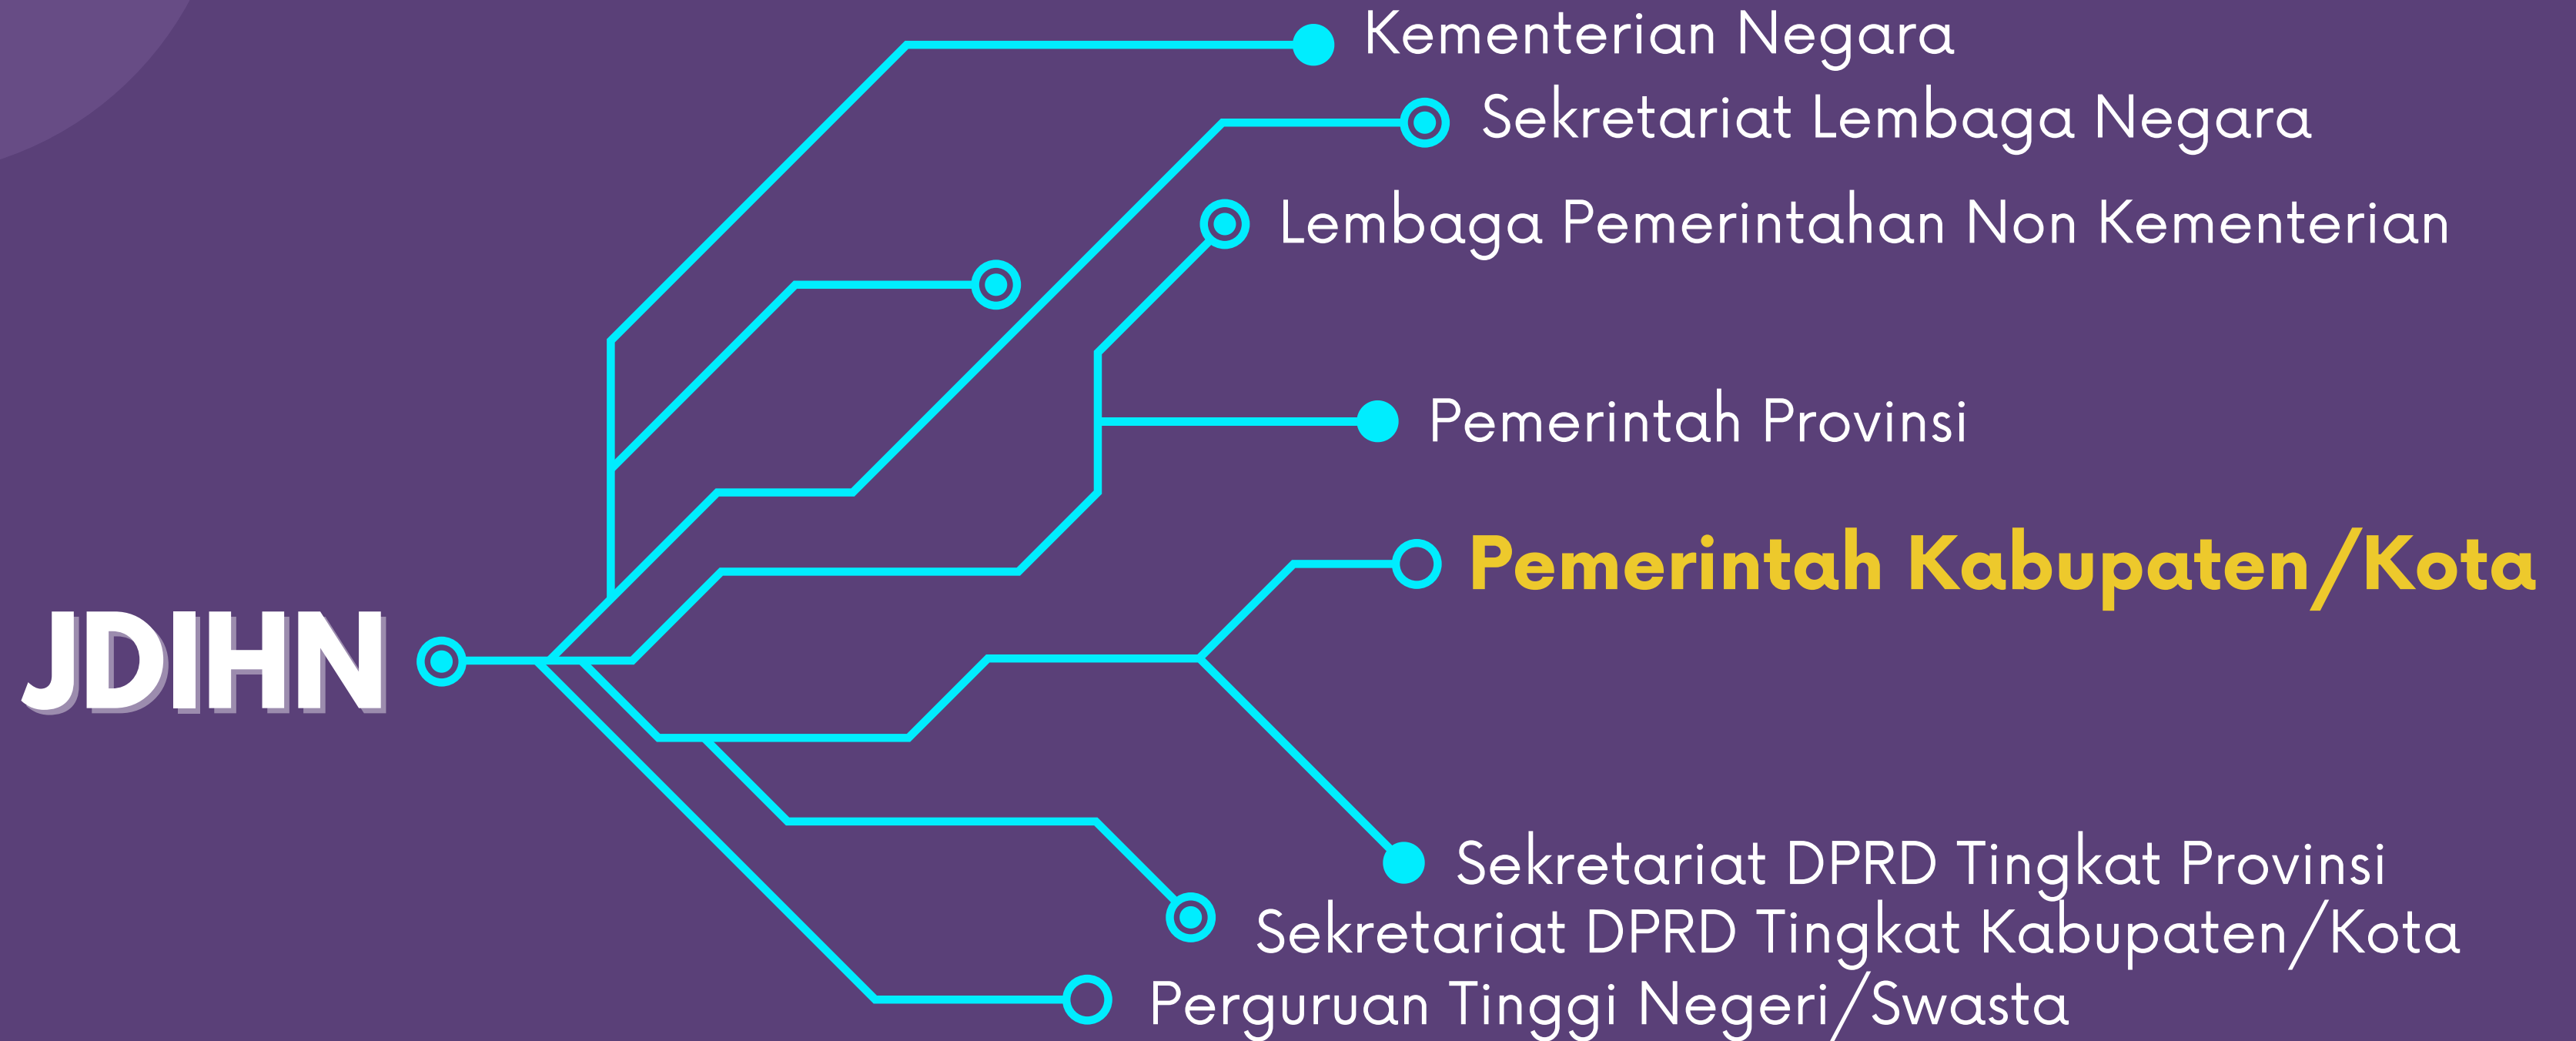 Kementerian Negara
Sekretariat Lembaga Negara
Lembaga Pemerintahan Non Kementerian
Pemerintah Provinsi
Pemerintah Kabupaten/Kota
JDIHN
Sekretariat DPRD Tingkat Provinsi
Sekretariat DPRD Tingkat Kabupaten/Kota
Perguruan Tinggi Negeri/Swasta